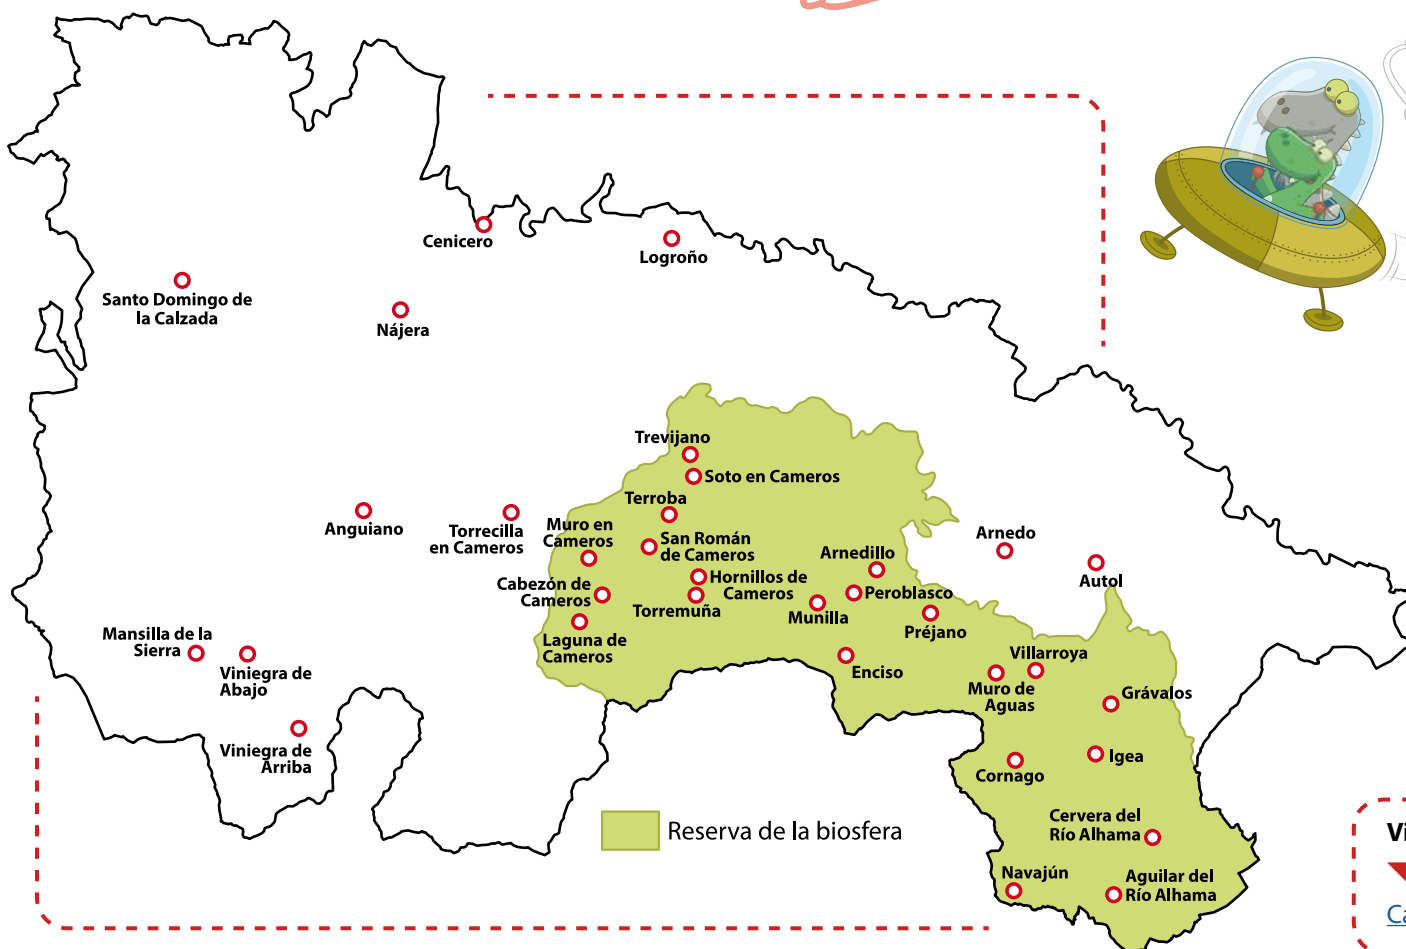 Cenicero
Logroño
Santo Domingo de
la Calzada
Nájera
Trevijano
Soto en Cameros
Terroba
Anguiano
Torrecilla
en Cameros
Muro en
Cameros
San Román
de Cameros
Arnedillo
Arnedo
Autol
Cabezón de
Cameros
Hornillos de
Cameros
Torremuña
Munilla
Peroblasco
Préjano
Laguna de
Cameros
Mansilla de la
Sierra
Viniegra de
Abajo
Enciso
Villarroya
Muro de
Aguas
Grávalos
Viniegra de
Arriba
Cornago
Igea
Reserva de la biosfera
Cervera del
Río Alhama
Navajún
Aguilar del
Río Alhama
Vi
Ca